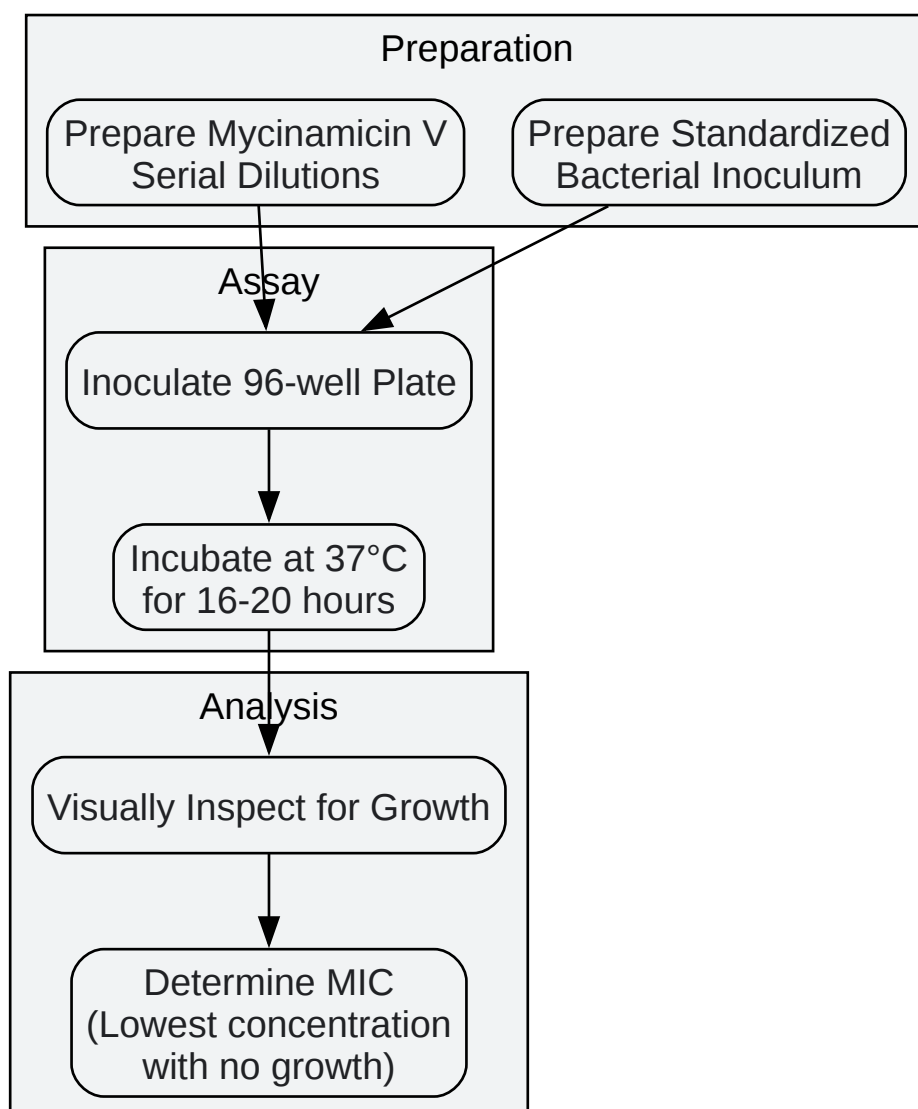 Preparation
Prepare Mycinamicin V
Serial Dilutions
Prepare Standardized
Bacterial Inoculum
Assay
Inoculate 96-well Plate
Incubate at 37°C
for 16-20 hours
Analysis
Visually Inspect for Growth
Determine MIC
(Lowest concentration
with no growth)